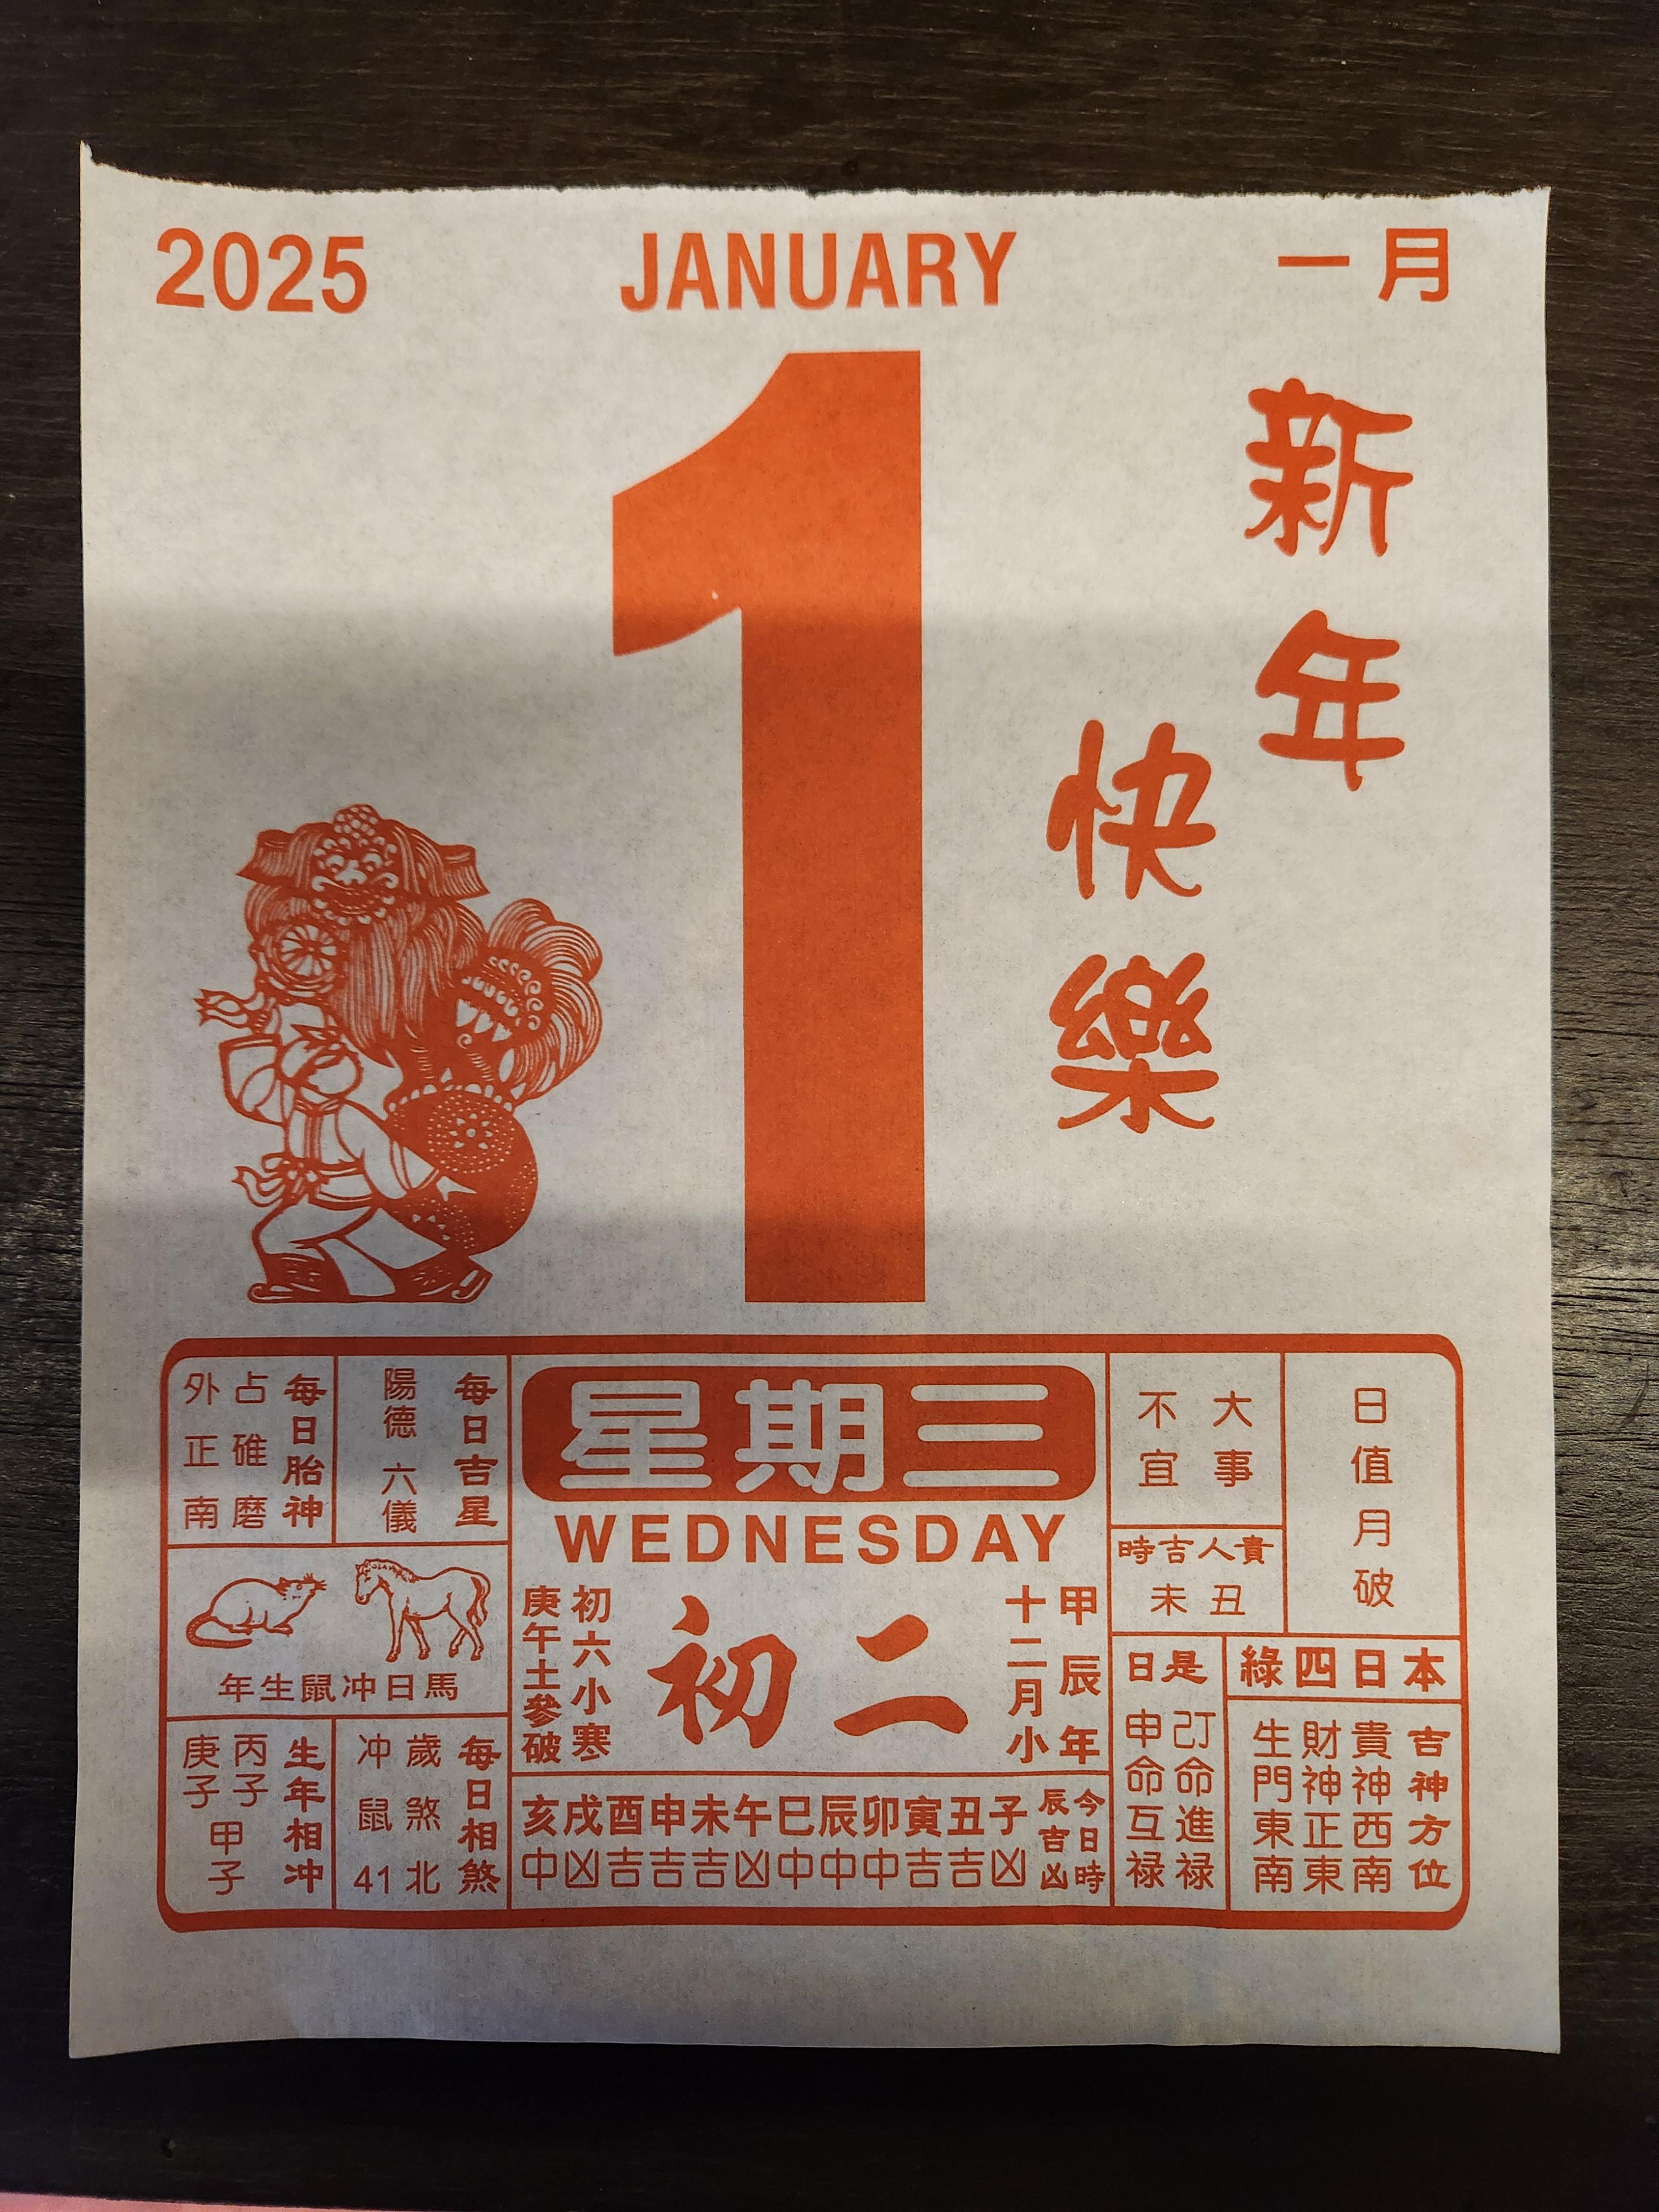 2025 JANUARY 一月
1
新年
快樂
日值月破
大事
不宜
貴人吉時
丑未
本日四綠
吉神方位
貴神西南
財神正東
生門東南
是日
己丁命進禄
申命互禄
星期三
WEDNESDAY
甲辰年
十二月小
初二
初六小寒
庚午土參破
今日時辰吉凶
子丑寅卯辰巳午未申酉戌亥
凶吉吉中中中凶吉吉吉凶中
每日吉星
陽德 六儀
每日胎神
占碓磨
外正南
馬日冲鼠生年
每日相煞
歲煞北
冲鼠41
生年相冲
丙子
庚子
甲子